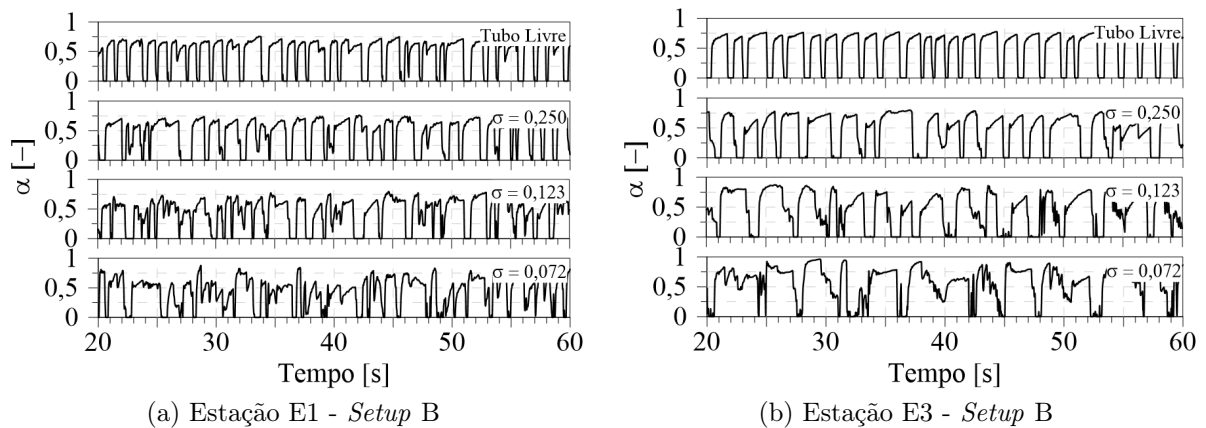 1
0,5
0
Tubo Livre
1
0,5
0
σ = 0,250
1
0,5
0
σ = 0,123
1
0,5
0
σ = 0,072
α [–]
20 30 40 50 60
Tempo [s]
(a) Estação E1 - Setup B
1
0,5
0
Tubo Livre
1
0,5
0
σ = 0,250
1
0,5
0
σ = 0,123
1
0,5
0
σ = 0,072
α [–]
20 30 40 50 60
Tempo [s]
(b) Estação E3 - Setup B